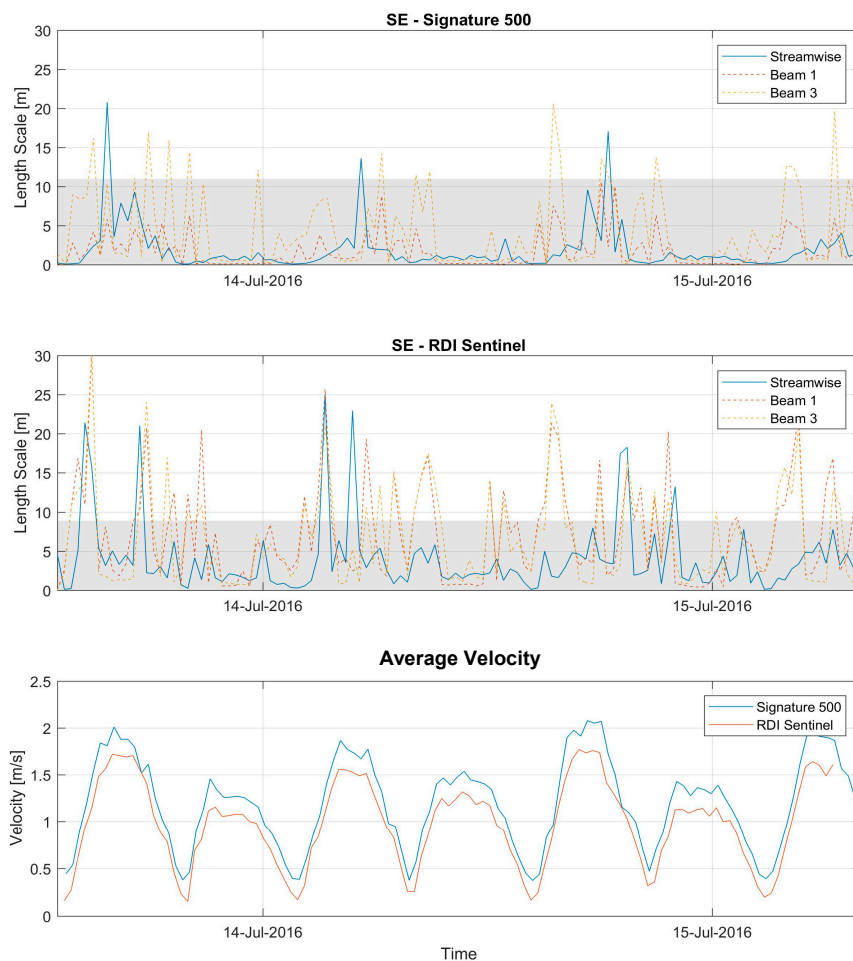 SE - Signature 500
30
25
20
15
10
5
0
Length Scale [m]
Streamwise
Beam 1
Beam 3
14-Jul-2016
15-Jul-2016
SE - RDI Sentinel
30
25
20
15
10
5
0
Length Scale [m]
Streamwise
Beam 1
Beam 3
14-Jul-2016
15-Jul-2016
Average Velocity
2.5
2
1.5
1
0.5
0
Velocity [m/s]
Signature 500
RDI Sentinel
14-Jul-2016
15-Jul-2016
Time